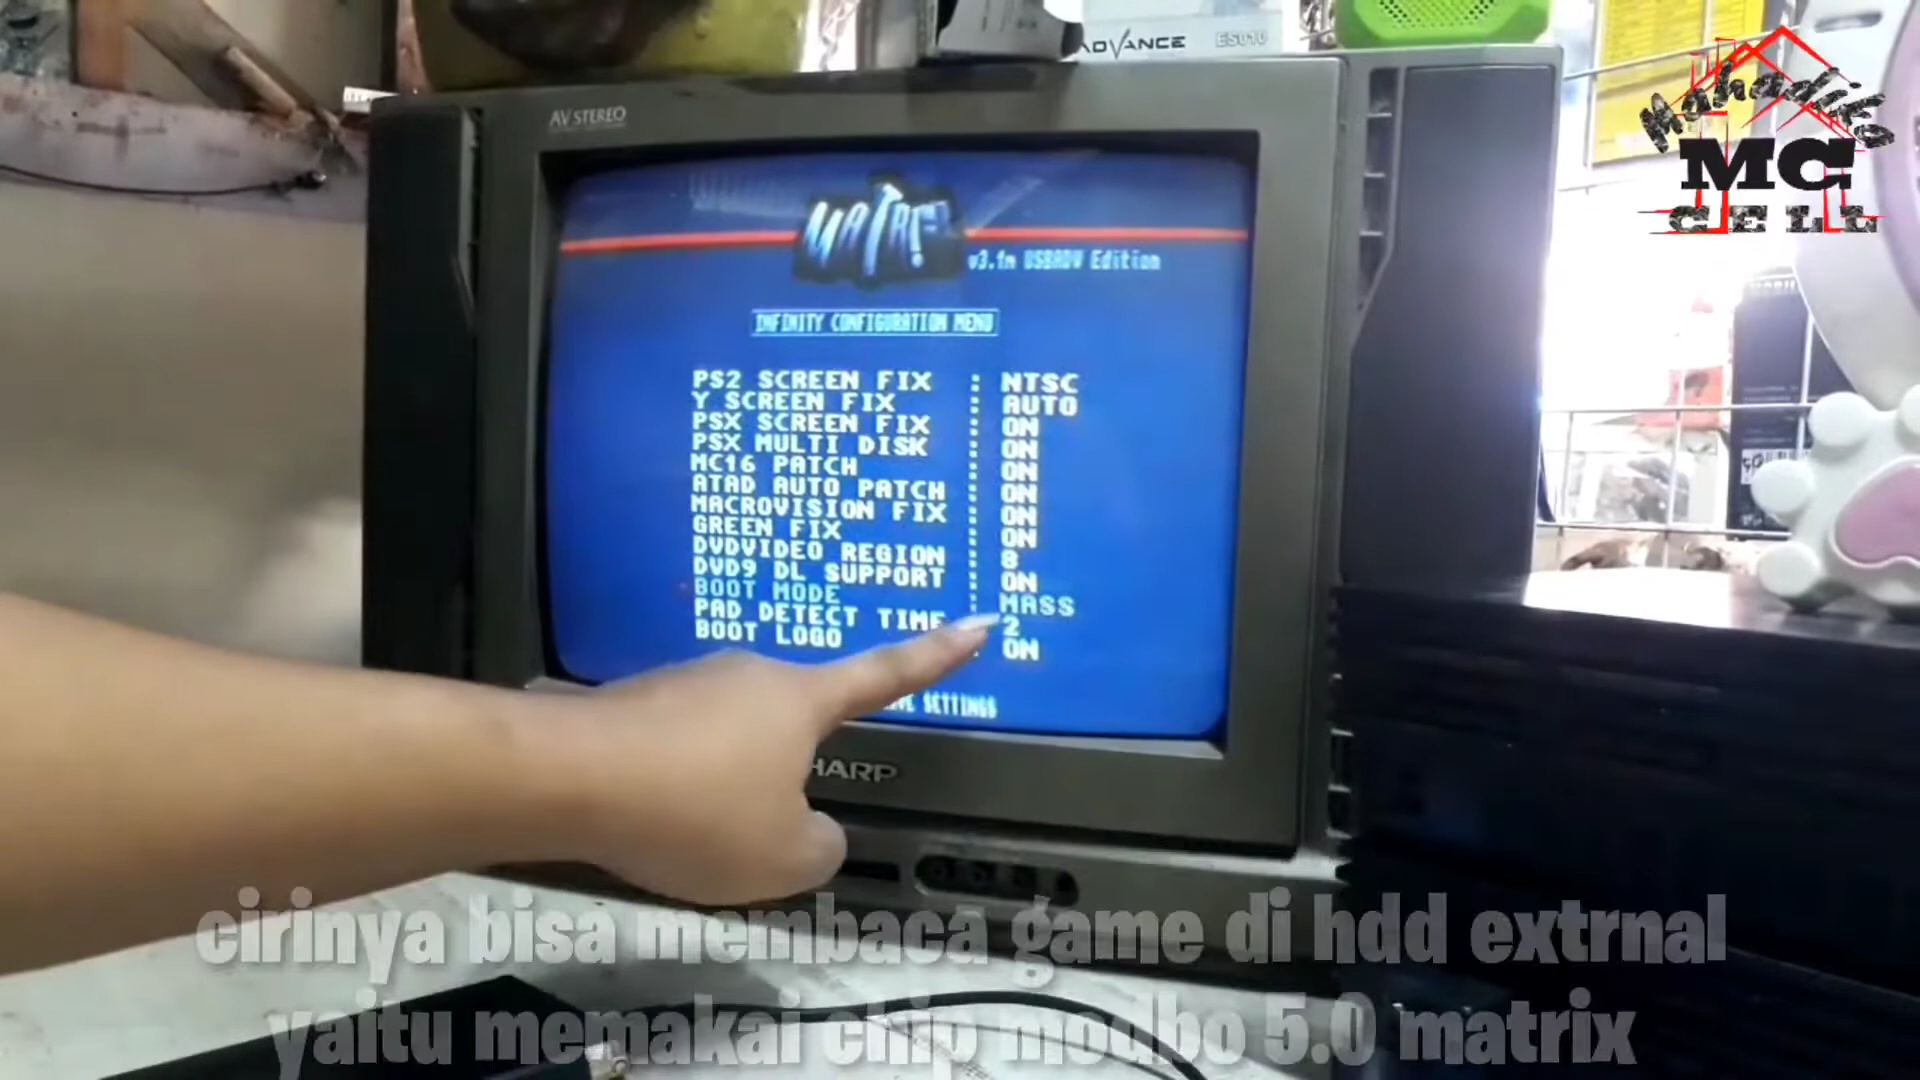 ADVANCE ES010
AV STEREO
Mahadika
MC
CELL
MATRIX
v3.1m USBADV Edition
INFINITY CONFIGURATION MENU
PS2 SCREEN FIX : NTSC
Y SCREEN FIX : AUTO
PSX SCREEN FIX : ON
PSX MULTI DISK : ON
MC16 PATCH : ON
ATAD AUTO PATCH : ON
MACROVISION FIX : ON
GREEN FIX : ON
DVDVIDEO REGION : 8
DVD9 DL SUPPORT : ON
BOOT MODE : MASS
PAD DETECT TIME : 2
BOOT LOGO : ON
SETTINGS
HARP
cirinya bisa membaca game di hdd extrnal
yaitu memakai chip modbo 5.0 matrix